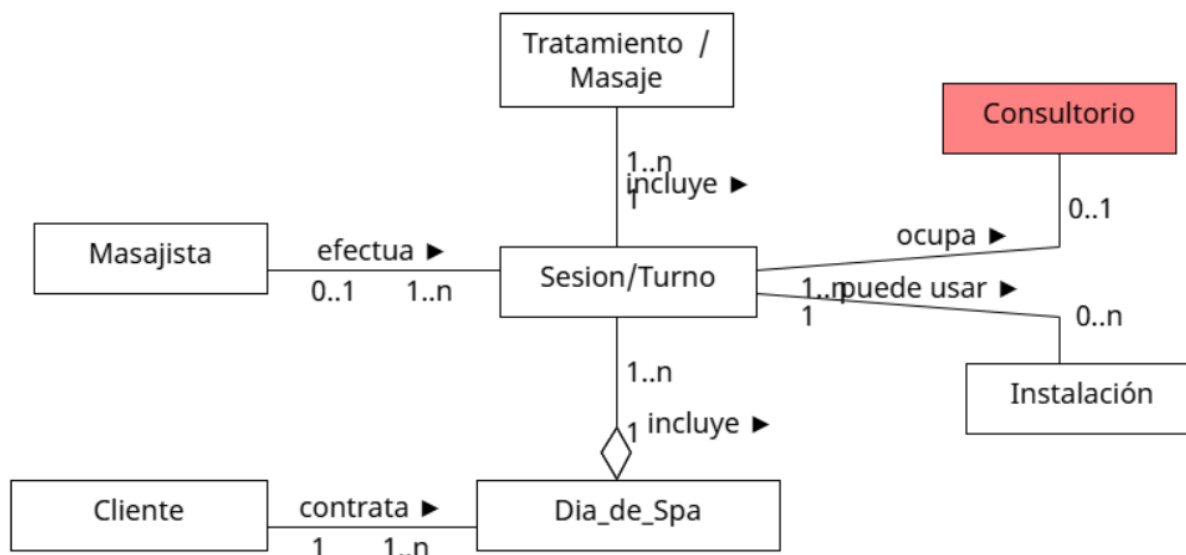 Tratamiento /
Masaje
Consultorio
1..n
incluye ►
1
0..1
Masajista
efectua ►
0..1
1..n
Sesion/Turno
ocupa ►
1..n
puede usar ►
1
0..n
Instalación
1..n
incluye ►
1
Cliente
contrata ►
1
1..n
Dia_de_Spa